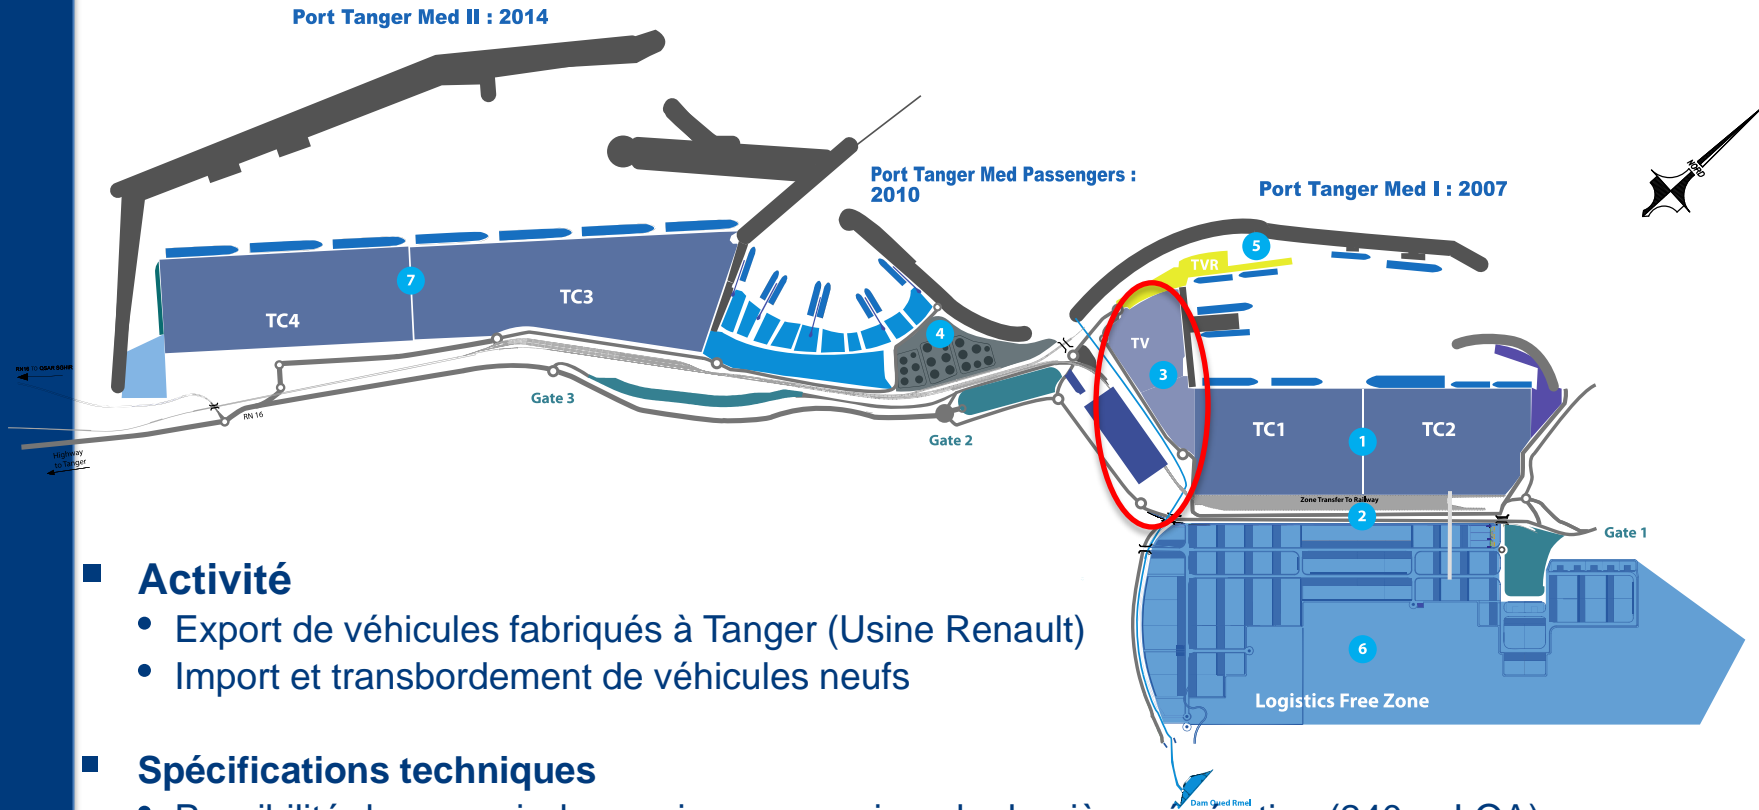 Port Tanger Med II : 2014
Port Tanger Med Passengers :
2010
Port Tanger Med I : 2007
NORD
5
TVR
7
TC3
TC4
4
TV
3
RN 16
Gate 3
Gate 2
Highway
to Tanger
TC1
1
TC2
Zone Transfer To Railway
2
Gate 1
6
Logistics Free Zone
Activité
Export de véhicules fabriqués à Tanger (Usine Renault)
Import et transbordement de véhicules neufs
Spécifications techniques
Dam Oued Rmel
(240 m LOA)